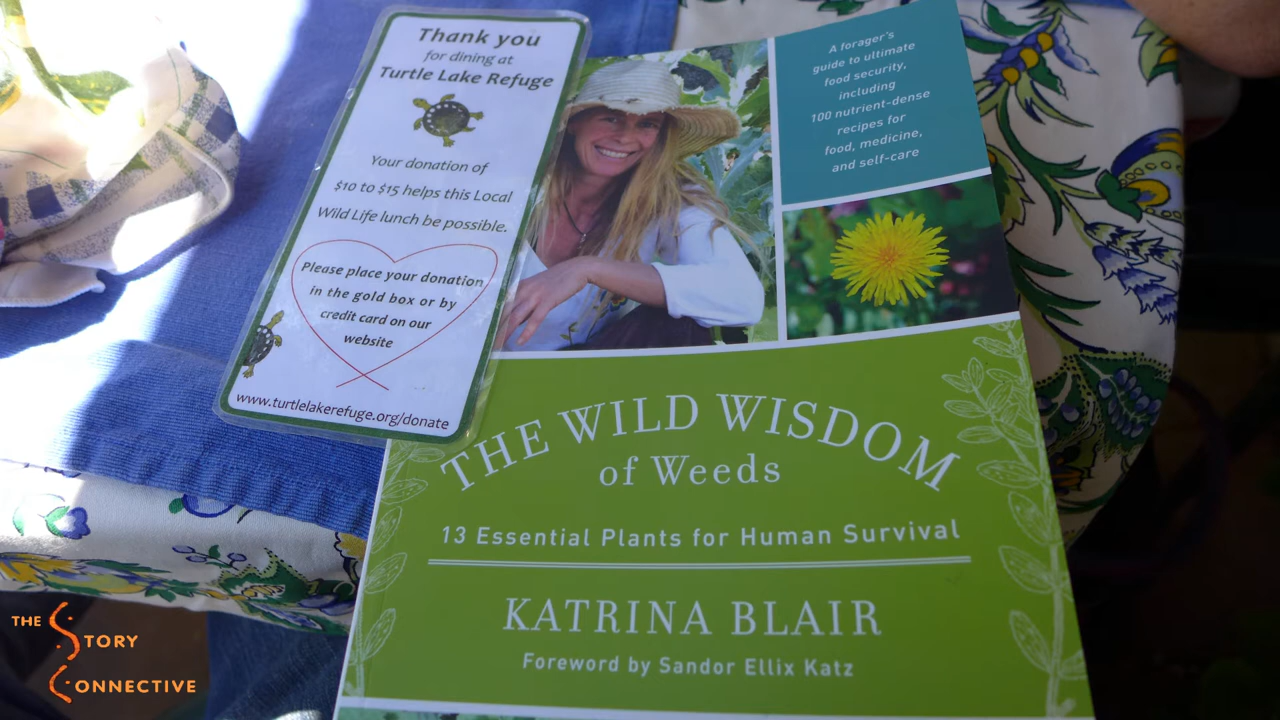 Thank you
for dining at
Turtle Lake Refuge
Your donation of
$10 to $15 helps this Local
Wild Life lunch be possible.
Please place your donation
in the gold box or by
credit card on our
website
www.turtlelakerefuge.org/donate
A forager's
guide to ultimate
food security,
including
100 nutrient-dense
recipes for
food, medicine,
and self-care
THE WILD WISDOM
of Weeds
13 Essential Plants for Human Survival
KATRINA BLAIR
Foreword by Sandor Ellix Katz
THE STORY
CONNECTIVE